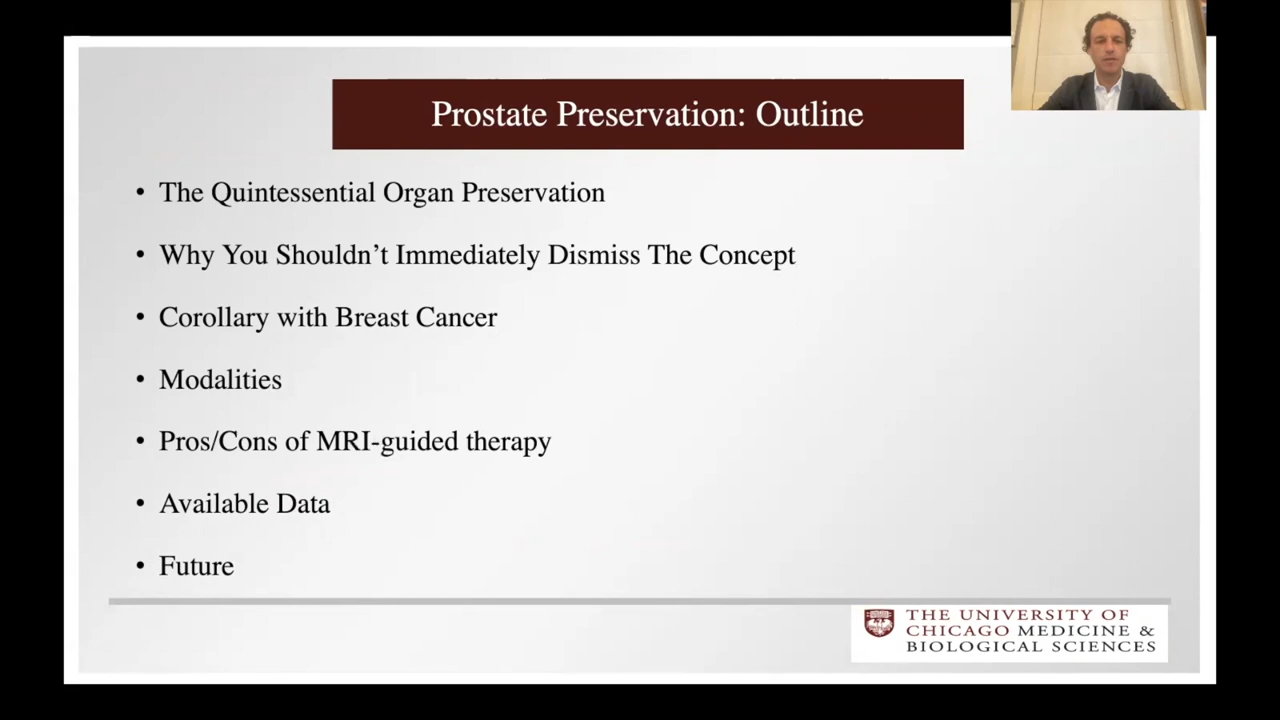 Prostate Preservation: Outline
• The Quintessential Organ Preservation
• Why You Shouldn’t Immediately Dismiss The Concept
• Corollary with Breast Cancer
• Modalities
• Pros/Cons of MRI-guided therapy
• Available Data
• Future
THE UNIVERSITY OF
CHICAGO MEDICINE &
BIOLOGICAL SCIENCES